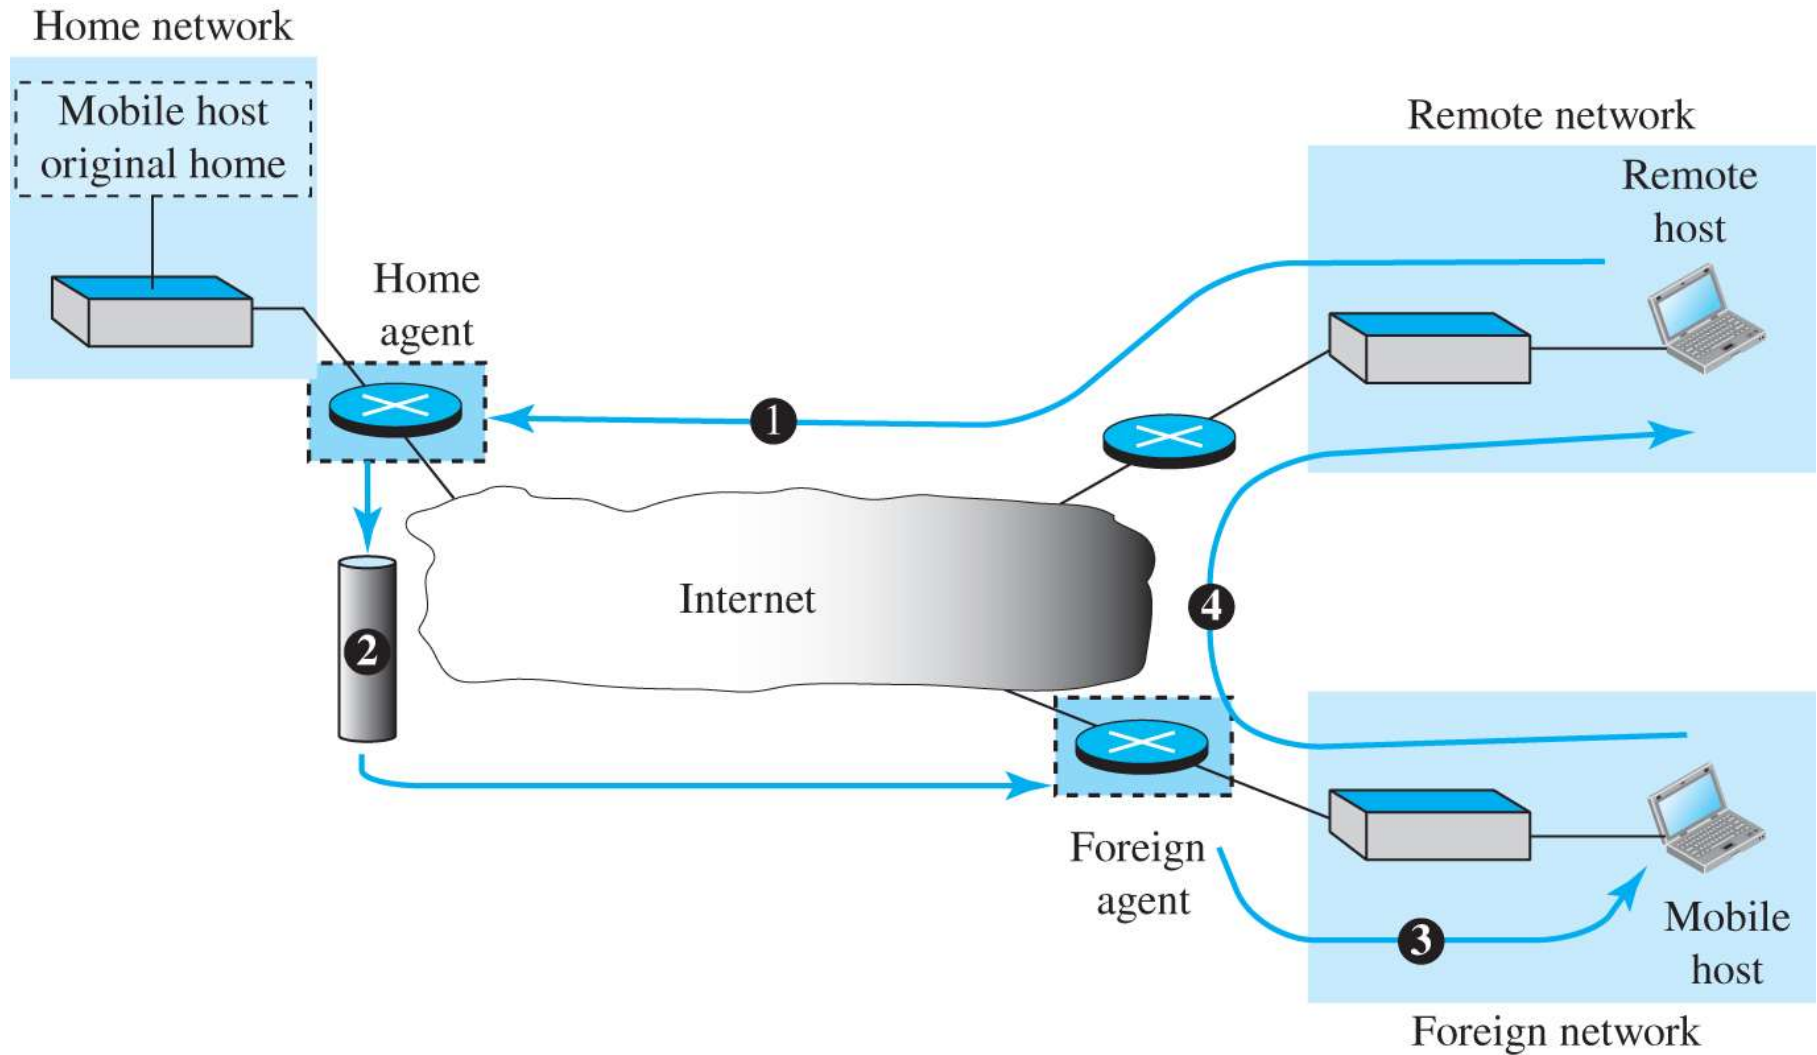 Home network
Mobile host
original home
Home
agent
Remote network
Remote
host
1
Internet
2
4
Foreign
agent
3
Mobile
host
Foreign network